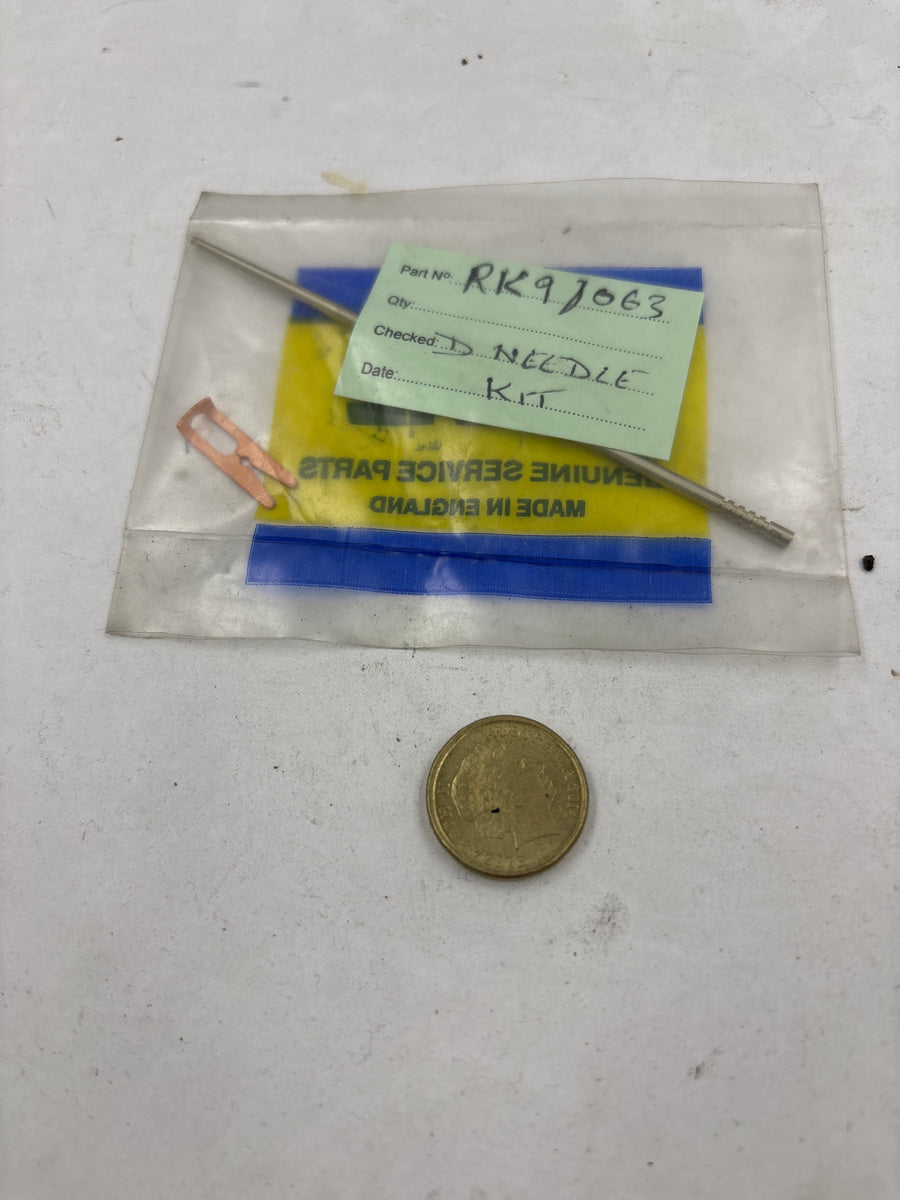 Part No. RK9J063
Qty:
Checked: D NEEDLE
Date: KIT
GENUINE SERVICE PARTS
MADE IN ENGLAND